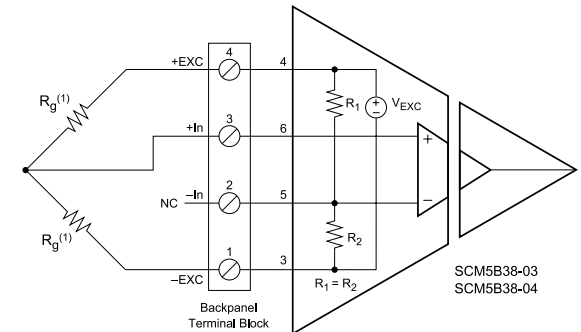 +EXC
4
4
Rg(1)
R1
+
−
VEXC
3
+In
6
+
2
−In
NC
5
−
Rg(1)
R2
1
−EXC
3
R1 = R2
SCM5B38-03
SCM5B38-04
Backpanel
Terminal Block